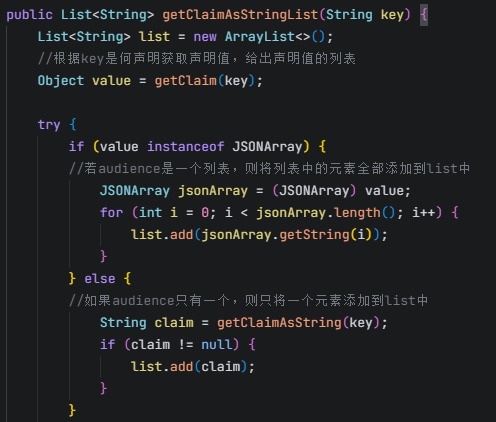 public List<String> getClaimAsStringList(String key) {
List<String> list = new ArrayList<>();
//根据key是何声明获取声明值，给出声明值的列表
Object value = getClaim(key);
try {
if (value instanceof JSONArray) {
//若audience是一个列表，则将列表中的元素全部添加到list中
JSONArray jsonArray = (JSONArray) value;
for (int i = 0; i < jsonArray.length(); i++) {
list.add(jsonArray.getString(i));
}
} else {
//如果audience只有一个，则只将一个元素添加到list中
String claim = getClaimAsString(key);
if (claim != null) {
list.add(claim);
}
}